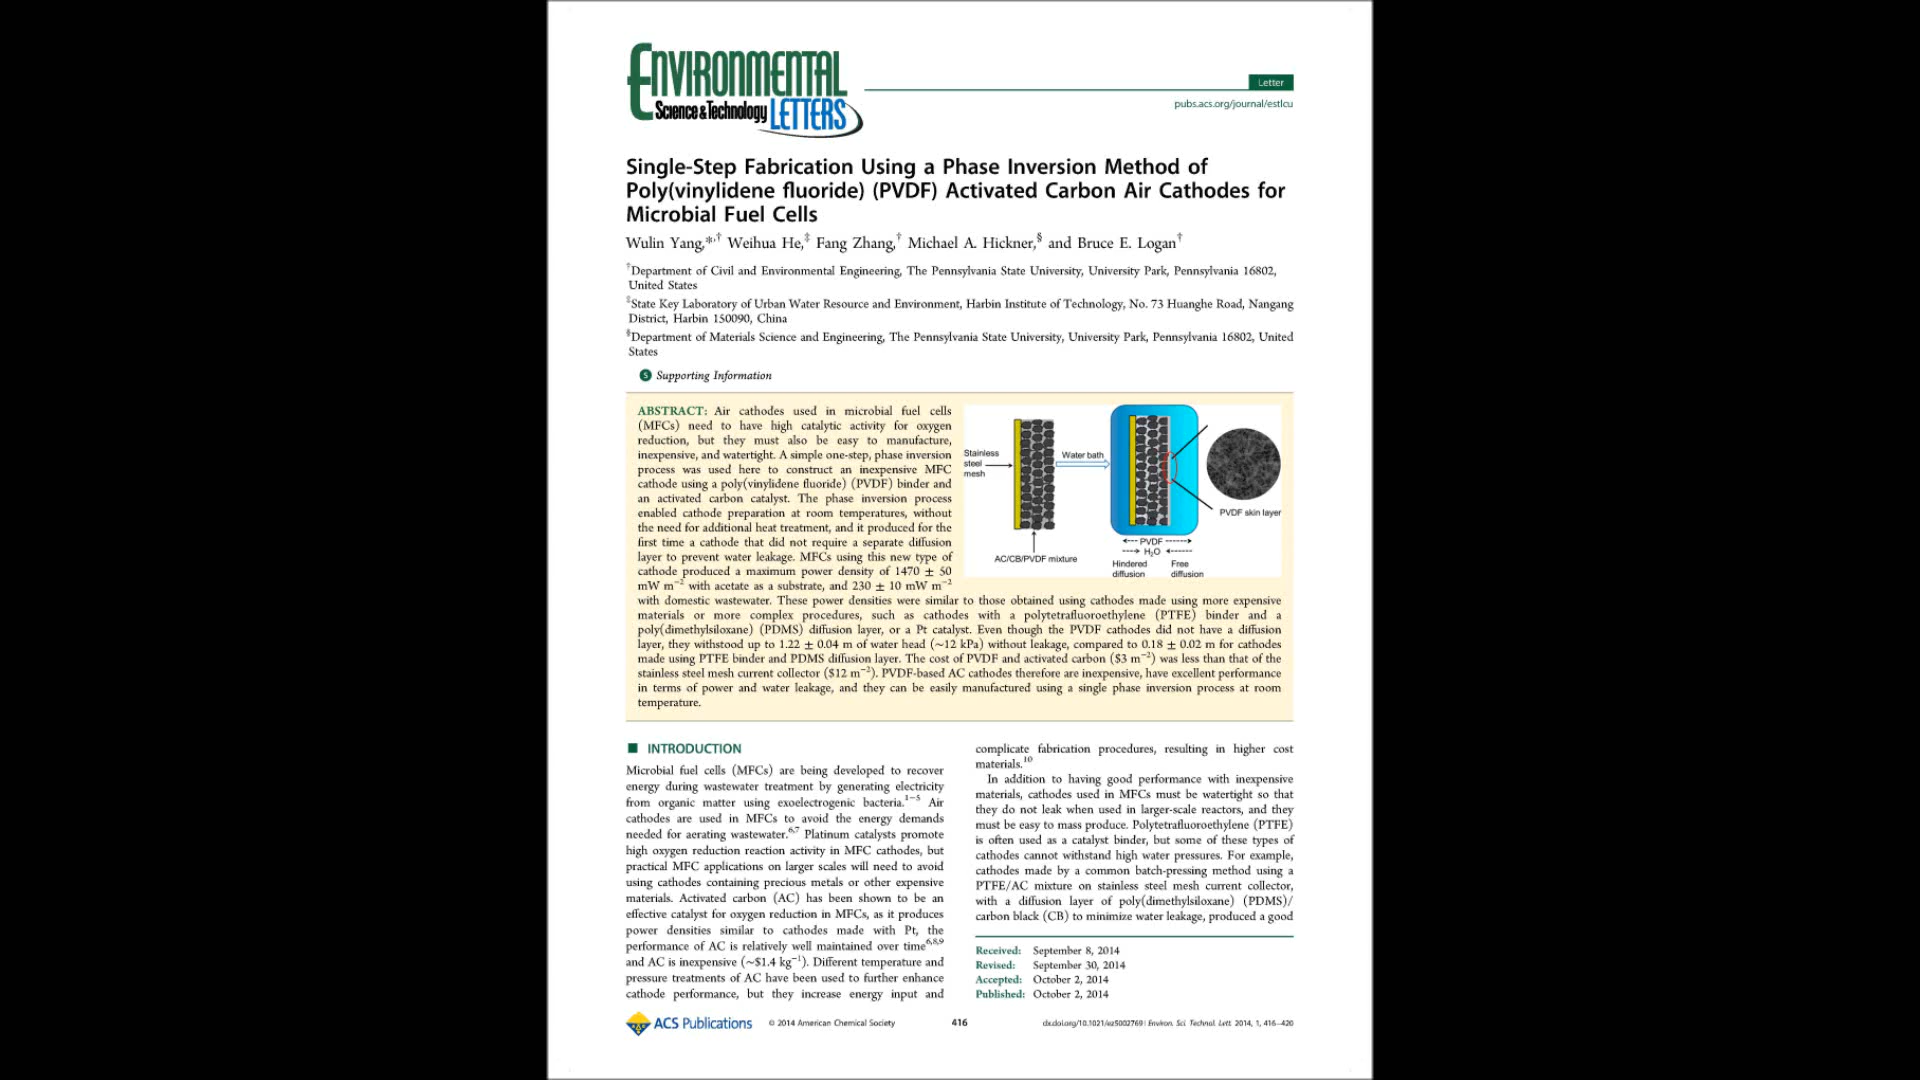 ENVIRONMENTAL
Science & Technology LETTERS
Letter
pubs.acs.org/journal/estlcu
Single-Step Fabrication Using a Phase Inversion Method of
Poly(vinylidene fluoride) (PVDF) Activated Carbon Air Cathodes for
Microbial Fuel Cells
Wulin Yang,*,† Weihua He,‡ Fang Zhang,† Michael A. Hickner,§ and Bruce E. Logan†
†Department of Civil and Environmental Engineering, The Pennsylvania State University, University Park, Pennsylvania 16802,
United States
‡State Key Laboratory of Urban Water Resource and Environment, Harbin Institute of Technology, No. 73 Huanghe Road, Nangang
District, Harbin 150090, China
§Department of Materials Science and Engineering, The Pennsylvania State University, University Park, Pennsylvania 16802, United
States
S Supporting Information
ABSTRACT: Air cathodes used in microbial fuel cells
(MFCs) need to have high catalytic activity for oxygen
reduction, but they must also be easy to manufacture,
inexpensive, and watertight. A simple one-step, phase inversion
process was used here to construct an inexpensive MFC
cathode using a poly(vinylidene fluoride) (PVDF) binder and
an activated carbon catalyst. The phase inversion process
enabled cathode preparation at room temperatures, without
the need for additional heat treatment, and it produced for the
first time a cathode that did not require a separate diffusion
layer to prevent water leakage. MFCs using this new type of
cathode produced a maximum power density of 1470 ± 50
mW m−2 with acetate as a substrate, and 230 ± 10 mW m−2
with domestic wastewater. These power densities were similar to those obtained using cathodes made using more expensive
materials or more complex procedures, such as cathodes with a polytetrafluoroethylene (PTFE) binder and a
poly(dimethylsiloxane) (PDMS) diffusion layer, or a Pt catalyst. Even though the PVDF cathodes did not have a diffusion
layer, they withstood up to 1.22 ± 0.04 m of water head (∼12 kPa) without leakage, compared to 0.18 ± 0.02 m for cathodes
made using PTFE binder and PDMS diffusion layer. The cost of PVDF and activated carbon ($3 m−2) was less than that of the
stainless steel mesh current collector ($12 m−2). PVDF-based AC cathodes therefore are inexpensive, have excellent performance
in terms of power and water leakage, and they can be easily manufactured using a single phase inversion process at room
temperature.
Stainless
steel
mesh
Water bath
PVDF skin layer
AC/CB/PVDF mixture
PVDF
H2O
Hindered
diffusion
Free
diffusion
INTRODUCTION
Microbial fuel cells (MFCs) are being developed to recover
energy during wastewater treatment by generating electricity
from organic matter using exoelectrogenic bacteria.1−5 Air
cathodes are used in MFCs to avoid the energy demands
needed for aerating wastewater.6,7 Platinum catalysts promote
high oxygen reduction reaction activity in MFC cathodes, but
practical MFC applications on larger scales will need to avoid
using cathodes containing precious metals or other expensive
materials. Activated carbon (AC) has been shown to be an
effective catalyst for oxygen reduction in MFCs, as it produces
power densities similar to cathodes made with Pt, the
performance of AC is relatively well maintained over time6,8,9
and AC is inexpensive (∼$1.4 kg−1). Different temperature and
pressure treatments of AC have been used to further enhance
cathode performance, but they increase energy input and
complicate fabrication procedures, resulting in higher cost
materials.10
In addition to having good performance with inexpensive
materials, cathodes used in MFCs must be watertight so that
they do not leak when used in larger-scale reactors, and they
must be easy to mass produce. Polytetrafluoroethylene (PTFE)
is often used as a catalyst binder, but some of these types of
cathodes cannot withstand high water pressures. For example,
cathodes made by a common batch-pressing method using a
PTFE/AC mixture on stainless steel mesh current collector,
with a diffusion layer of poly(dimethylsiloxane) (PDMS)/
carbon black (CB) to minimize water leakage, produced a good
Received: September 8, 2014
Revised: September 30, 2014
Accepted: October 2, 2014
Published: October 2, 2014
ACS Publications
© 2014 American Chemical Society
416
dx.doi.org/10.1021/ez5002769 | Environ. Sci. Technol. Lett. 2014, 1, 416−420